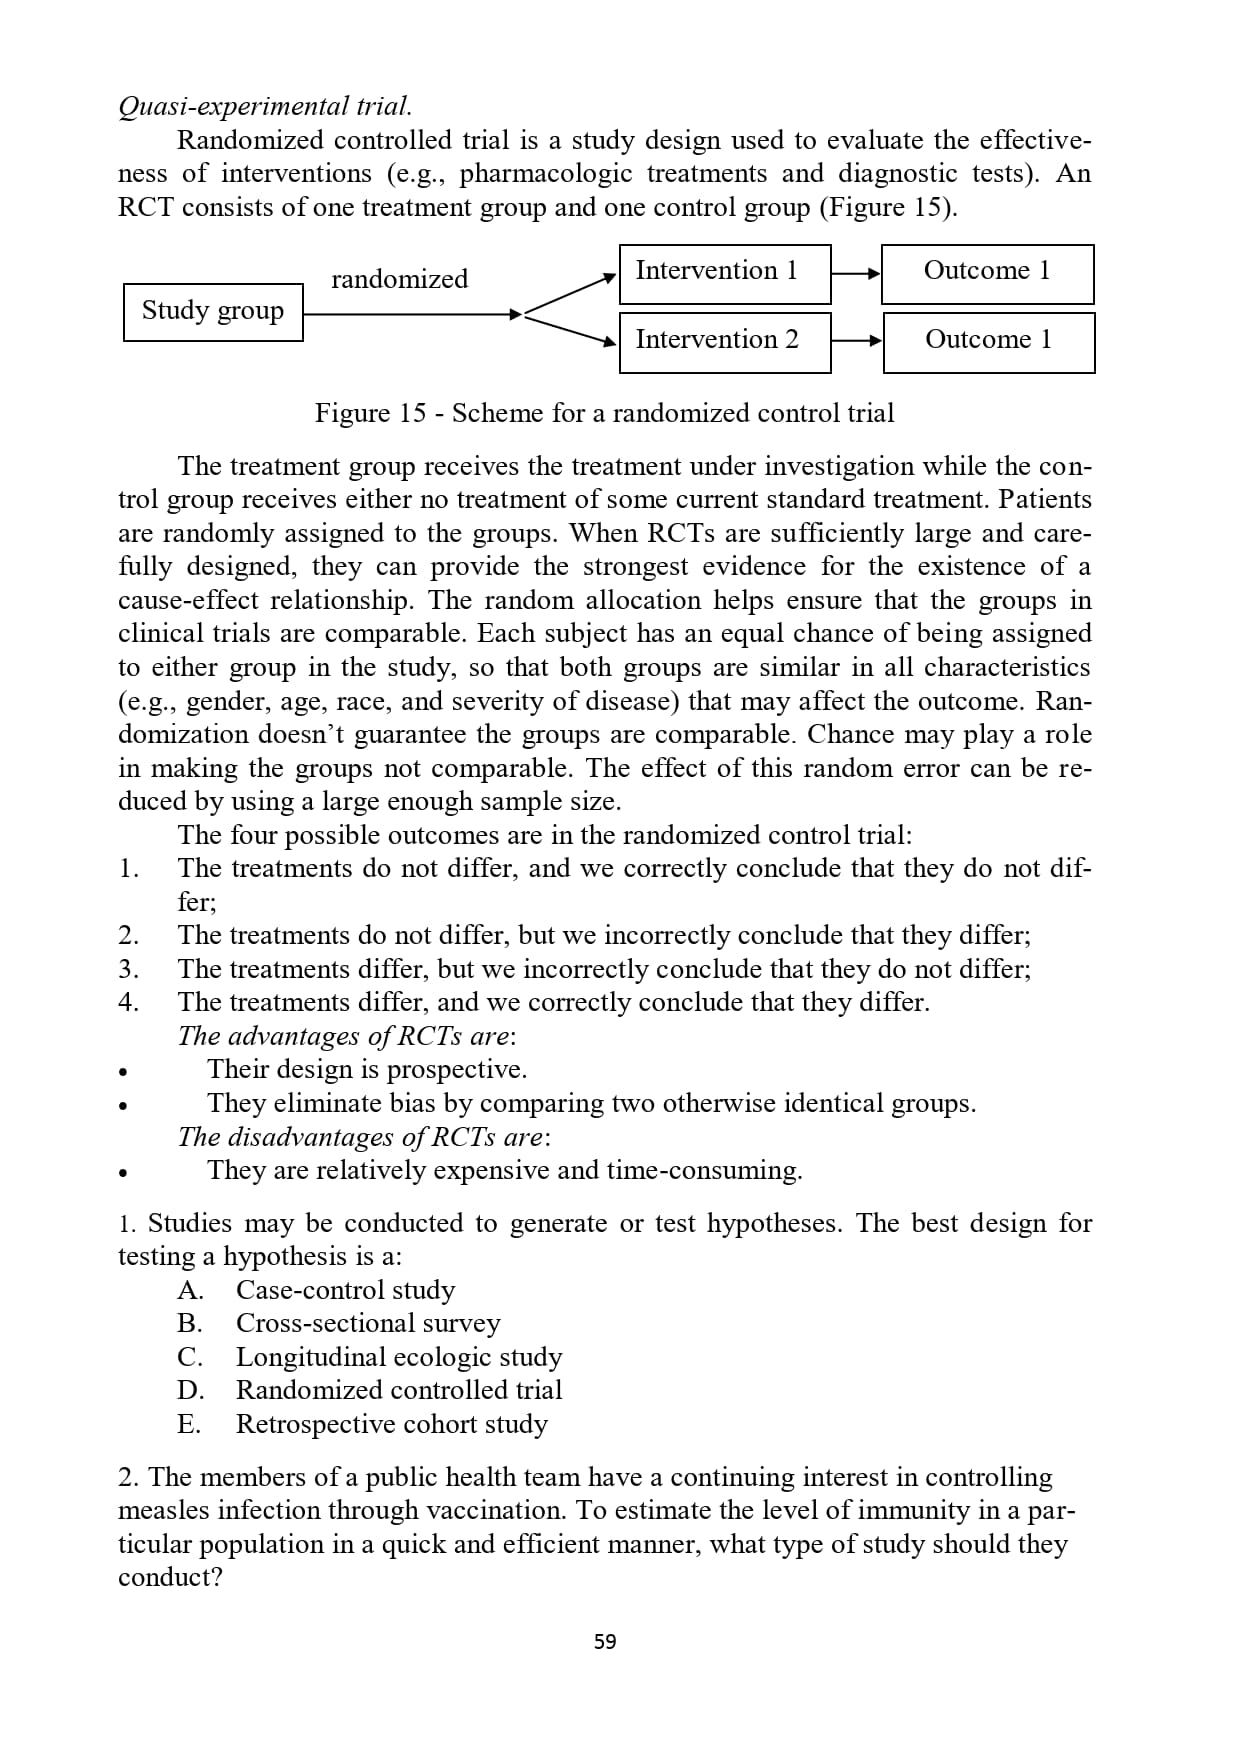 Quasi-experimental trial.
Randomized controlled trial is a study design used to evaluate the effective-
ness of interventions (e.g., pharmacologic treatments and diagnostic tests). An
RCT consists of one treatment group and one control group (Figure 15).
randomized
Study group
Intervention 1
Outcome 1
Intervention 2
Outcome 1
Figure 15 - Scheme for a randomized control trial
The treatment group receives the treatment under investigation while the con-
trol group receives either no treatment of some current standard treatment. Patients
are randomly assigned to the groups. When RCTs are sufficiently large and care-
fully designed, they can provide the strongest evidence for the existence of a
cause-effect relationship. The random allocation helps ensure that the groups in
clinical trials are comparable. Each subject has an equal chance of being assigned
to either group in the study, so that both groups are similar in all characteristics
(e.g., gender, age, race, and severity of disease) that may affect the outcome. Ran-
domization doesn’t guarantee the groups are comparable. Chance may play a role
in making the groups not comparable. The effect of this random error can be re-
duced by using a large enough sample size.
The four possible outcomes are in the randomized control trial:
1. The treatments do not differ, and we correctly conclude that they do not dif-
fer;
2. The treatments do not differ, but we incorrectly conclude that they differ;
3. The treatments differ, but we incorrectly conclude that they do not differ;
4. The treatments differ, and we correctly conclude that they differ.
The advantages of RCTs are:
• Their design is prospective.
• They eliminate bias by comparing two otherwise identical groups.
The disadvantages of RCTs are:
• They are relatively expensive and time-consuming.
1. Studies may be conducted to generate or test hypotheses. The best design for
testing a hypothesis is a:
A. Case-control study
B. Cross-sectional survey
C. Longitudinal ecologic study
D. Randomized controlled trial
E. Retrospective cohort study
2. The members of a public health team have a continuing interest in controlling
measles infection through vaccination. To estimate the level of immunity in a par-
ticular population in a quick and efficient manner, what type of study should they
conduct?
59